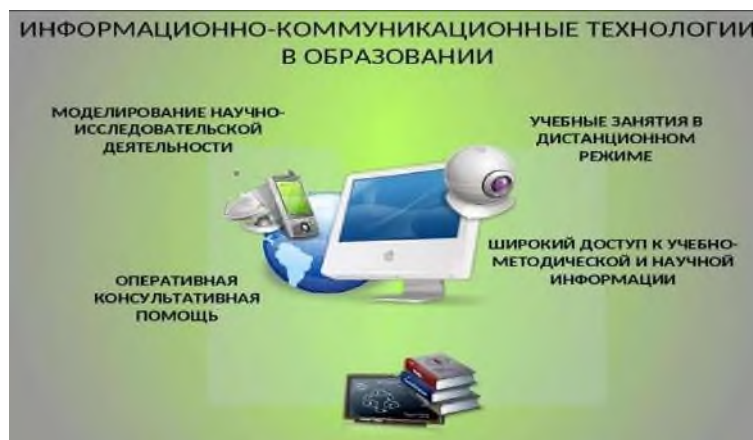 ИНФОРМАЦИОННО-КОММУНИКАЦИОННЫЕ ТЕХНОЛОГИИ
В ОБРАЗОВАНИИ
МОДЕЛИРОВАНИЕ НАУЧНО-
ИССЛЕДОВАТЕЛЬСКОЙ
ДЕЯТЕЛЬНОСТИ
УЧЕБНЫЕ ЗАНЯТИЯ В
ДИСТАНЦИОННОМ
РЕЖИМЕ
ОПЕРАТИВНАЯ
КОНСУЛЬТАТИВНАЯ
ПОМОЩЬ
ШИРОКИЙ ДОСТУП К УЧЕБНО-
МЕТОДИЧЕСКОЙ И НАУЧНОЙ
ИНФОРМАЦИИ